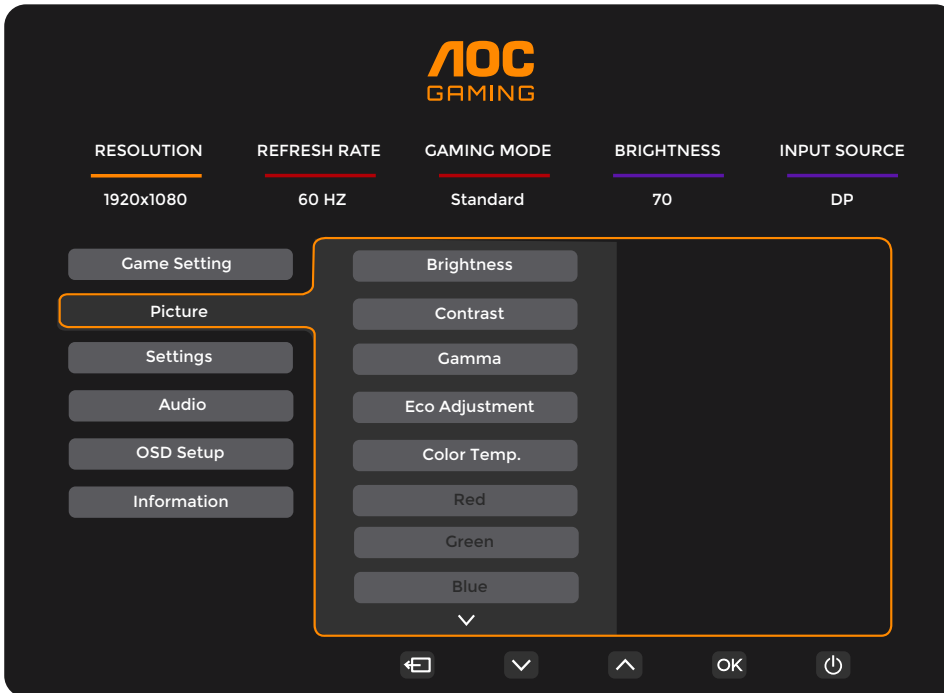 AOC
GAMING
RESOLUTION REFRESH RATE GAMING MODE BRIGHTNESS INPUT SOURCE
1920x1080 60 HZ Standard 70 DP
Game Setting
Picture
Settings
Audio
OSD Setup
Information
Brightness
Contrast
Gamma
Eco Adjustment
Color Temp.
Red
Green
Blue
OK